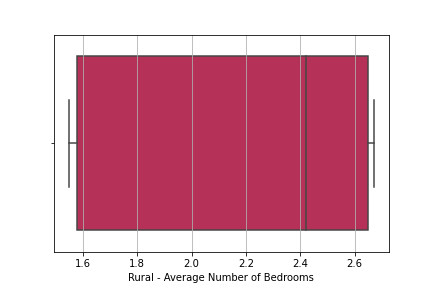 1.6 1.8 2.0 2.2 2.4 2.6
Rural - Average Number of Bedrooms